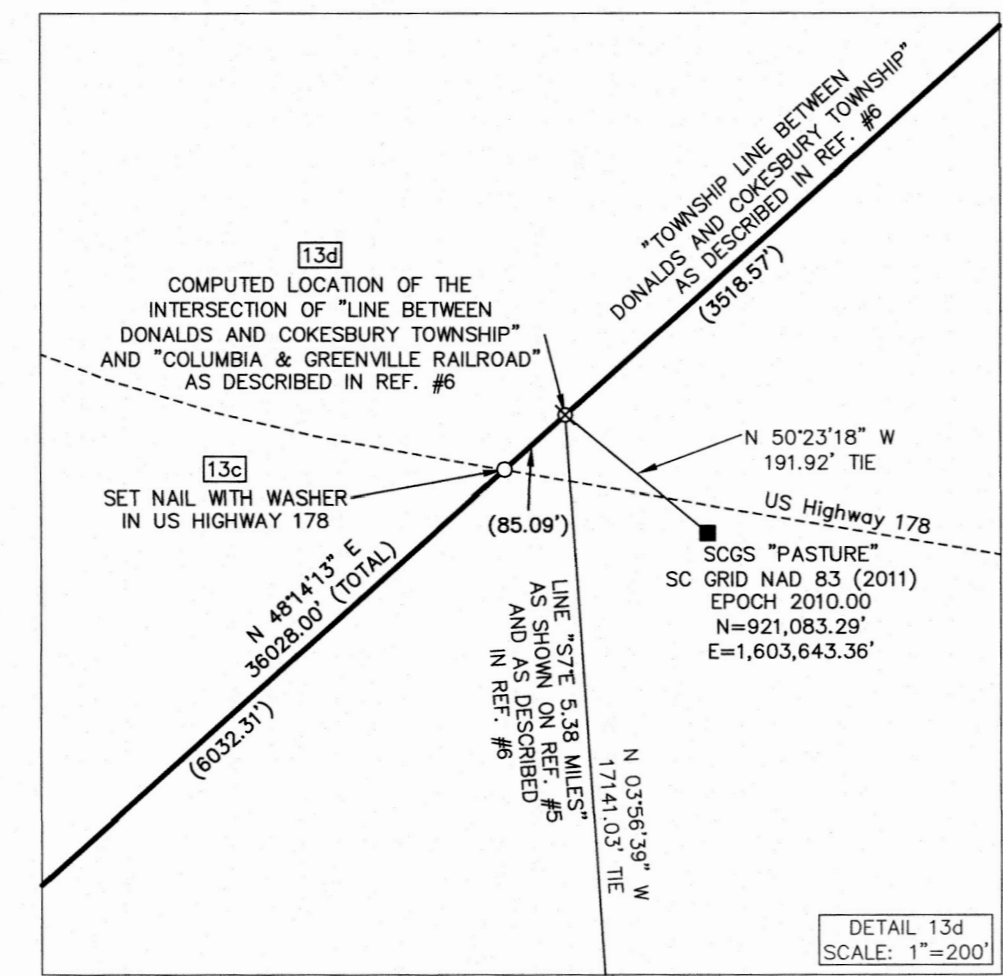 "TOWNSHIP LINE BETWEEN
DONALDS AND COKESBURY TOWNSHIP"
AS DESCRIBED IN REF. #6
(3518.57')
13d
COMPUTED LOCATION OF THE
INTERSECTION OF "LINE BETWEEN
DONALDS AND COKESBURY TOWNSHIP"
AND "COLUMBIA & GREENVILLE RAILROAD"
AS DESCRIBED IN REF. #6
N 50°23'18" W
191.92' TIE
13c
SET NAIL WITH WASHER
IN US HIGHWAY 178
(85.09')
US Highway 178
SCGS "PASTURE"
SC GRID NAD 83 (2011)
EPOCH 2010.00
N=921,083.29'
E=1,603,643.36'
N 48°14'13" E
36028.00' (TOTAL)
(6032.31')
LINE "S7°E 5.38 MILES"
AS SHOWN ON REF. #5
AND AS DESCRIBED
IN REF. #6
N 03°56'39" W
17141.03' TIE
DETAIL 13d
SCALE: 1"=200'